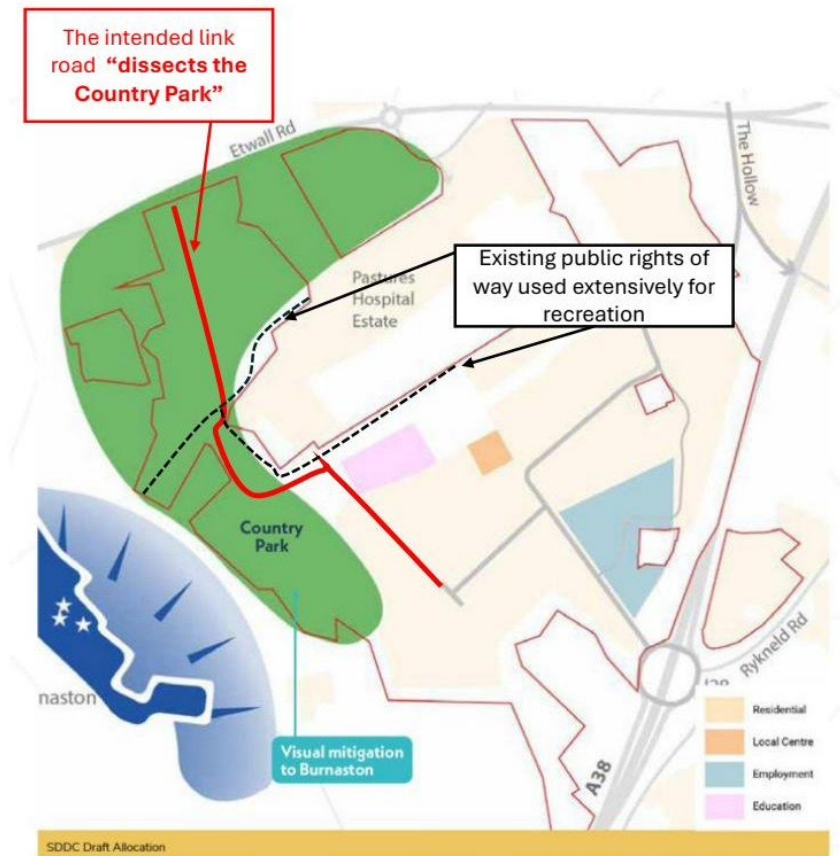 The intended link
road “dissects the
Country Park”
Etwall Rd
The Hollow
Existing public rights of
way used extensively for
recreation
Pastures
Hospital
Estate
Country
Park
naston
Visual mitigation
to Burnaston
Rykneld Rd
A38
Residential
Local Centre
Employment
Education
SDDC Draft Allocation